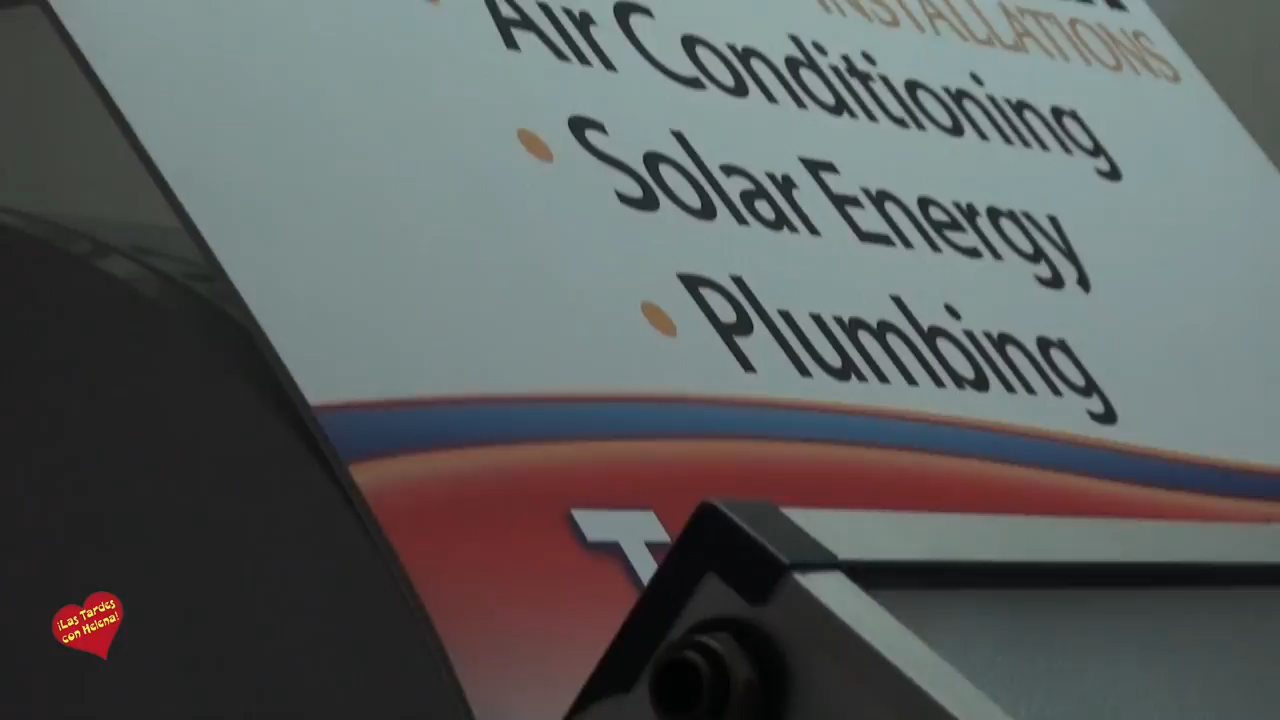 INSTALLATIONS
• Air Conditioning
• Solar Energy
• Plumbing
T
¡Las Tardes
con Helena!